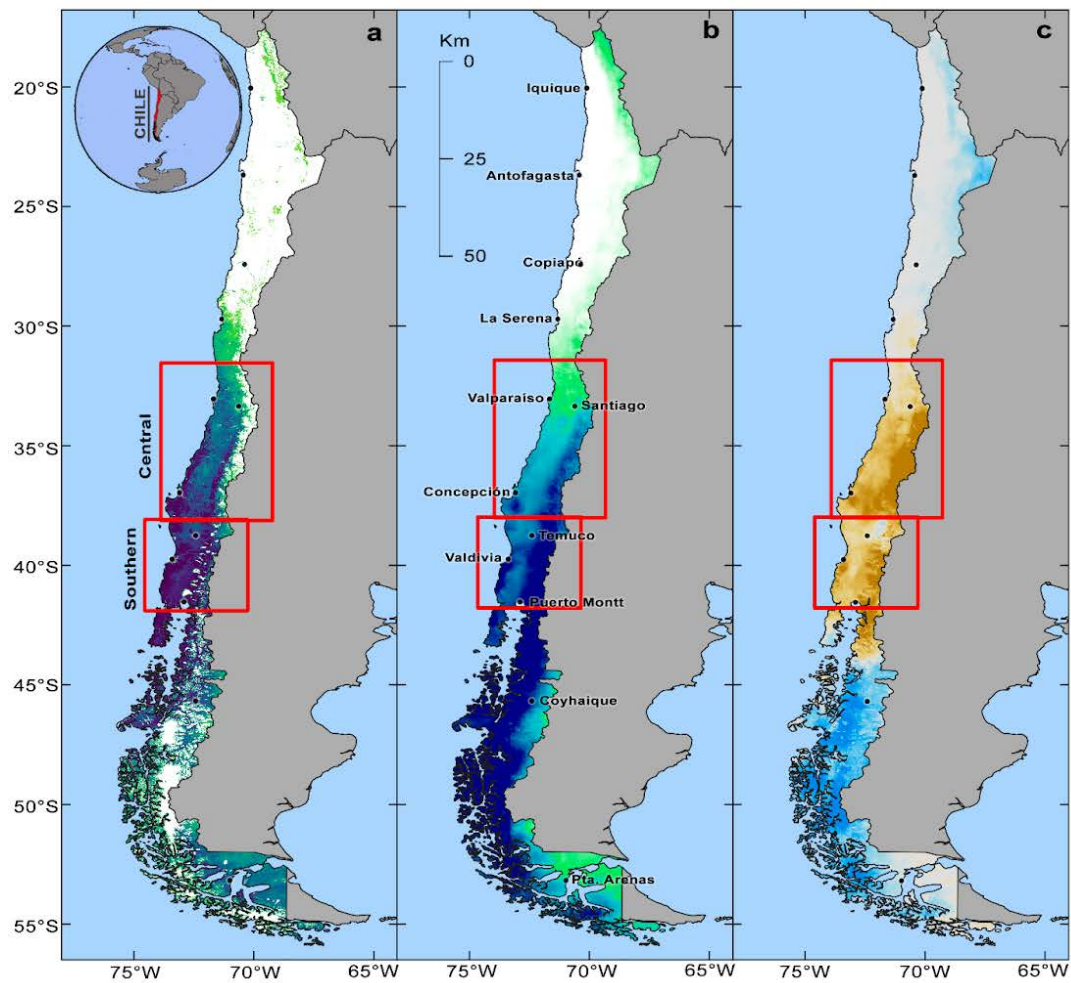 a
b
c
CHILE
Km
0
25
50
Iquique
Antofagasta
Copiapó
La Serena
Valparaíso
Santiago
Concepción
Temuco
Valdivia
Puerto Montt
Coyhaique
Pta. Arenas
Central
Southern
20°S
25°S
30°S
35°S
40°S
45°S
50°S
55°S
75°W
70°W
65°W
75°W
70°W
65°W
75°W
70°W
65°W